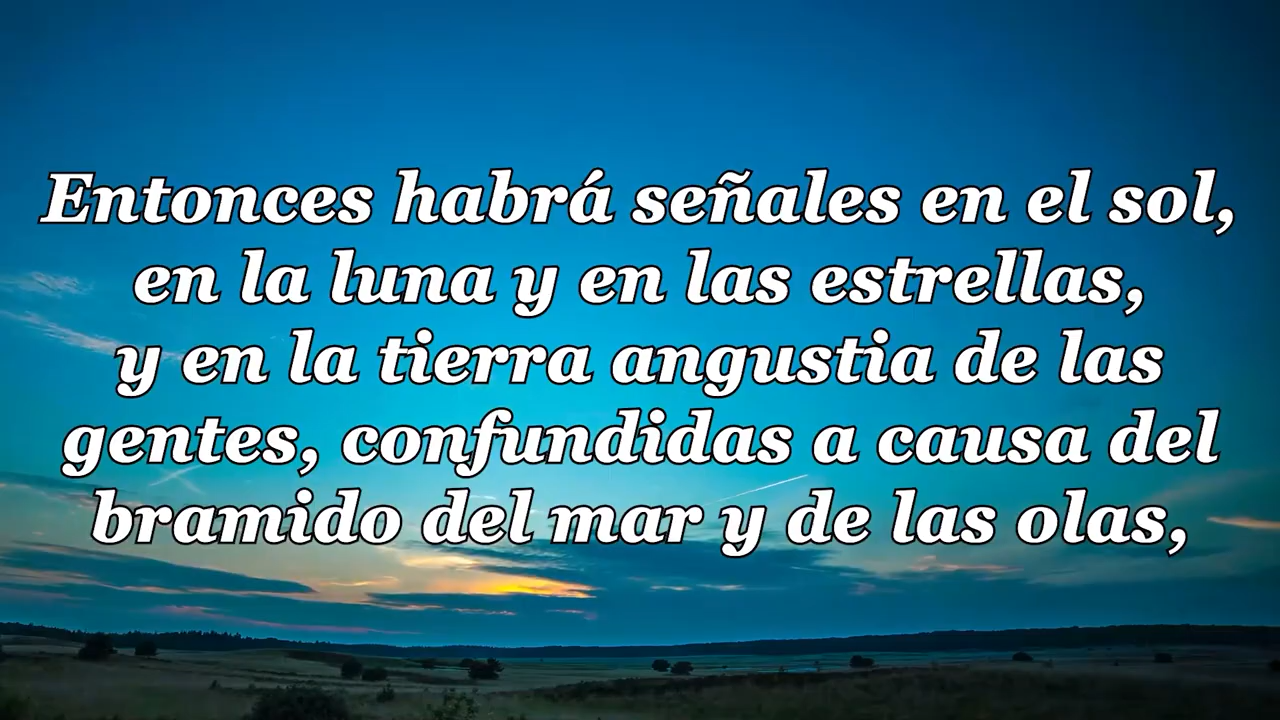 Entonces habrá señales en el sol,
en la luna y en las estrellas,
y en la tierra angustia de las
gentes, confundidas a causa del
bramido del mar y de las olas,